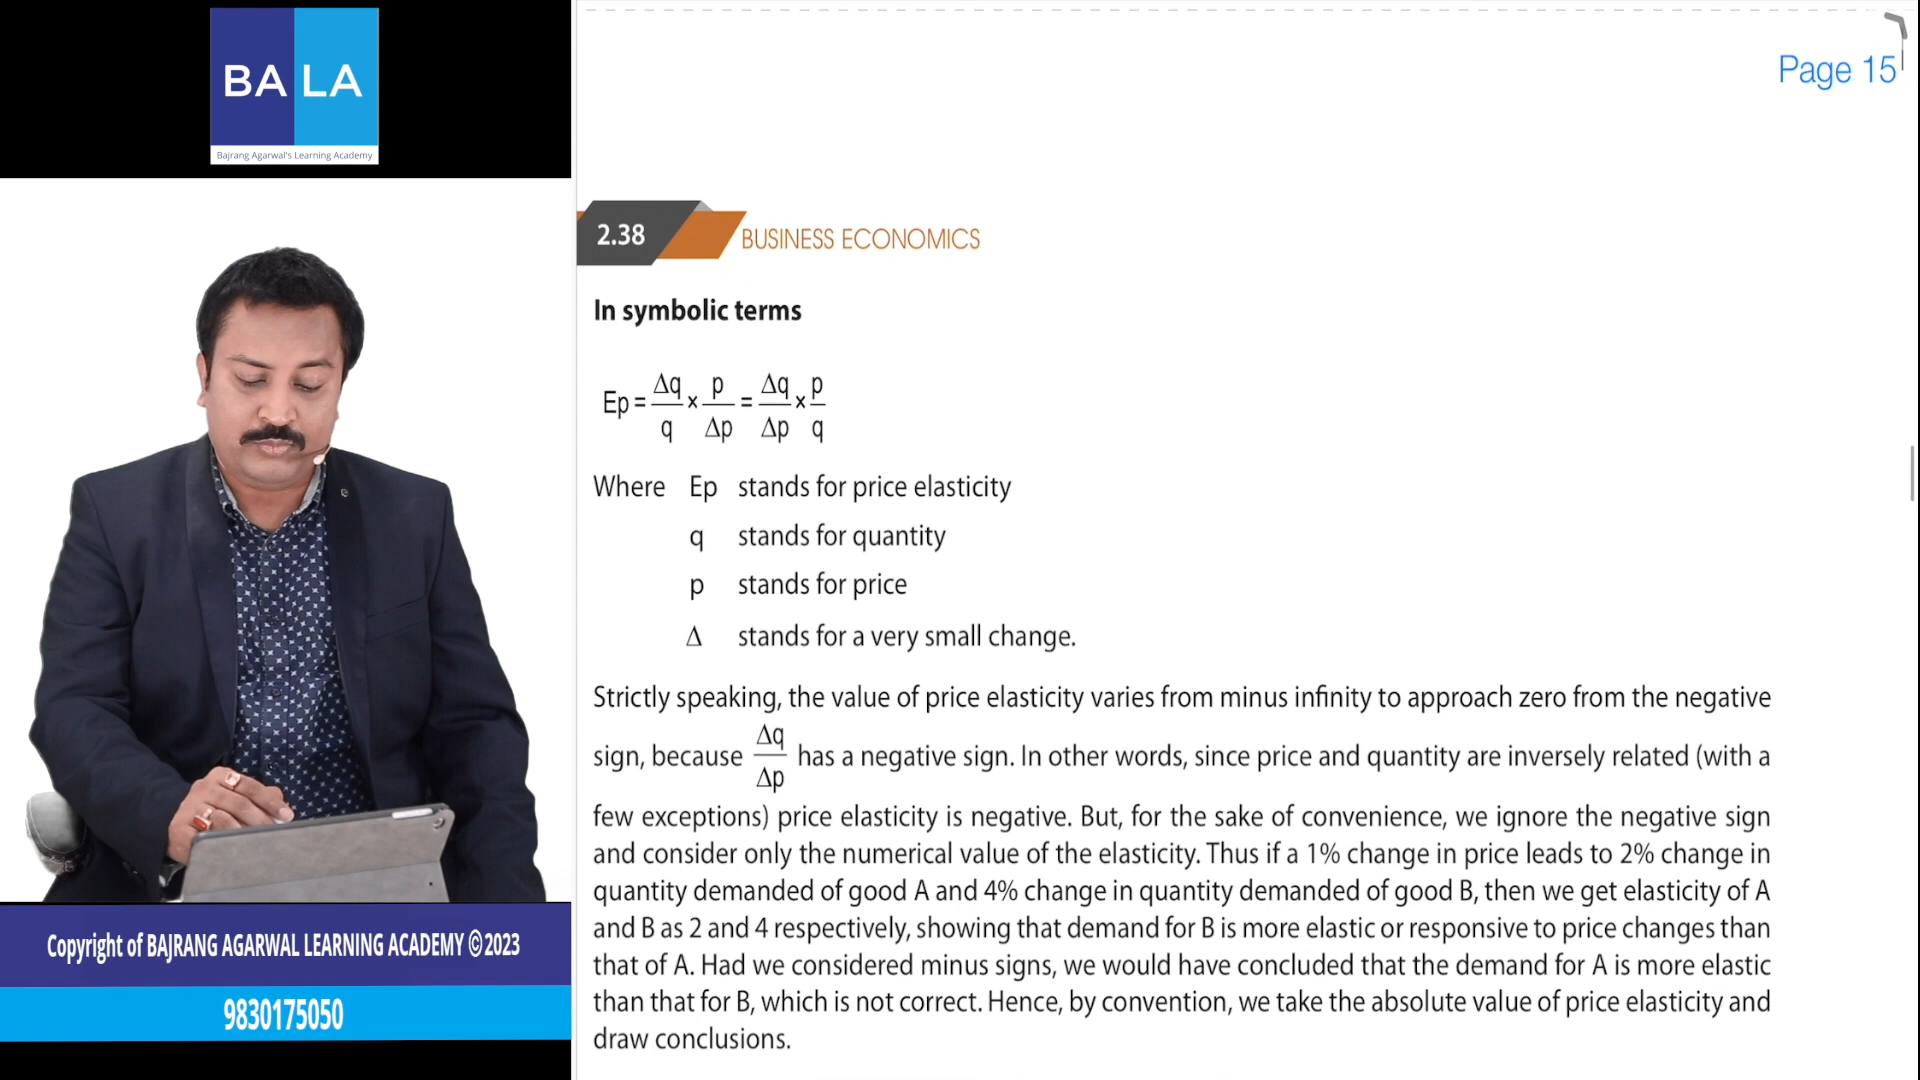 BA LA
Bajrang Agarwal's Learning Academy
Page 15
2.38
BUSINESS ECONOMICS
In symbolic terms
Ep = Δq/q × p/Δp = Δq/Δp × p/q
Where Ep stands for price elasticity
q stands for quantity
p stands for price
Δ stands for a very small change.
Strictly speaking, the value of price elasticity varies from minus infinity to approach zero from the negative
sign, because Δq/Δp has a negative sign. In other words, since price and quantity are inversely related (with a
few exceptions) price elasticity is negative. But, for the sake of convenience, we ignore the negative sign
and consider only the numerical value of the elasticity. Thus if a 1% change in price leads to 2% change in
quantity demanded of good A and 4% change in quantity demanded of good B, then we get elasticity of A
and B as 2 and 4 respectively, showing that demand for B is more elastic or responsive to price changes than
that of A. Had we considered minus signs, we would have concluded that the demand for A is more elastic
than that for B, which is not correct. Hence, by convention, we take the absolute value of price elasticity and
draw conclusions.
Copyright of BAJRANG AGARWAL LEARNING ACADEMY ©2023
9830175050